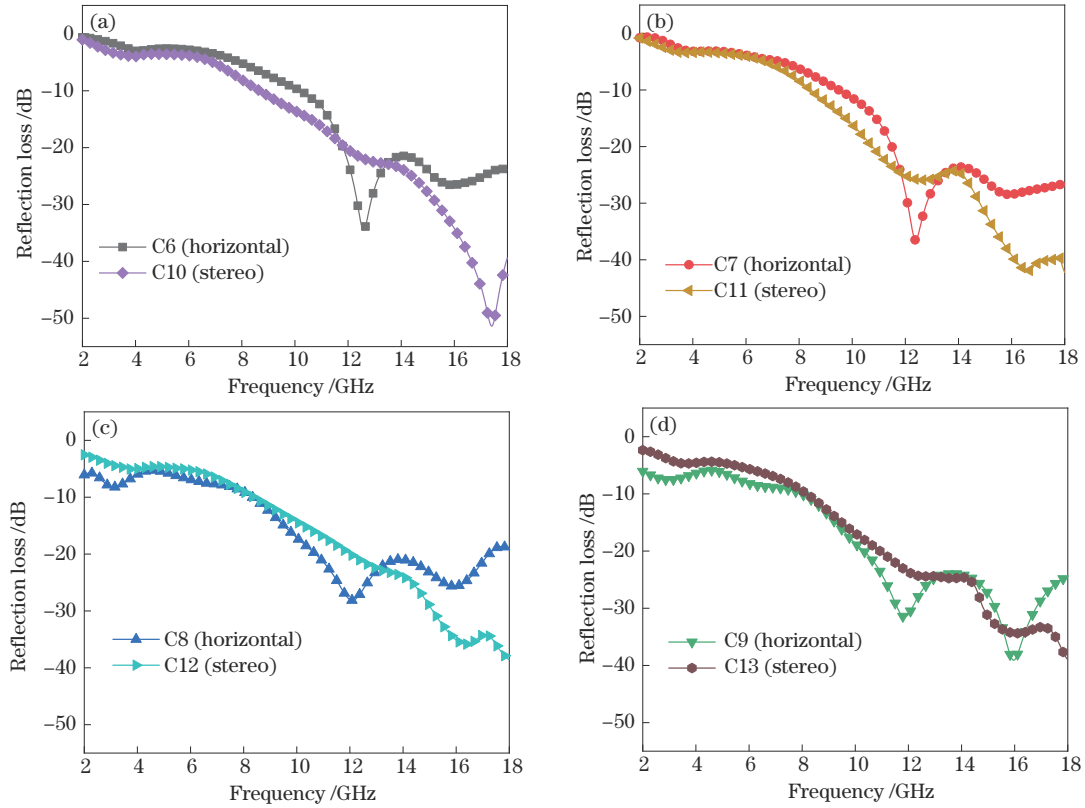 (a)
0
−10
−20
−30
−40
−50
Reflection loss /dB
C6 (horizontal)
C10 (stereo)
2 4 6 8 10 12 14 16 18
Frequency /GHz
(b)
0
−10
−20
−30
−40
−50
Reflection loss /dB
C7 (horizontal)
C11 (stereo)
2 4 6 8 10 12 14 16 18
Frequency /GHz
(c)
0
−10
−20
−30
−40
−50
Reflection loss /dB
C8 (horizontal)
C12 (stereo)
2 4 6 8 10 12 14 16 18
Frequency /GHz
(d)
0
−10
−20
−30
−40
−50
Reflection loss /dB
C9 (horizontal)
C13 (stereo)
2 4 6 8 10 12 14 16 18
Frequency /GHz